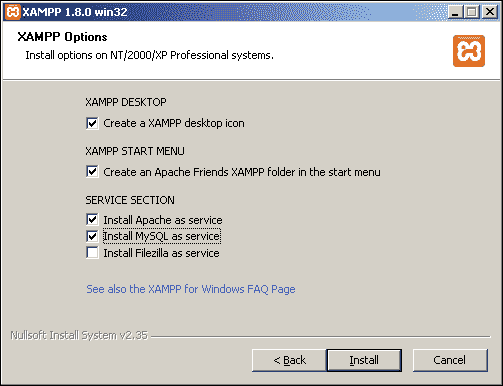 XAMPP 1.8.0 win32
XAMPP Options
Install options on NT/2000/XP Professional systems.
XAMPP DESKTOP
Create a XAMPP desktop icon
XAMPP START MENU
Create an Apache Friends XAMPP folder in the start menu
SERVICE SECTION
Install Apache as service
Install MySQL as service
Install Filezilla as service
See also the XAMPP for Windows FAQ Page
Nullsoft Install System v2.35
< Back Install Cancel